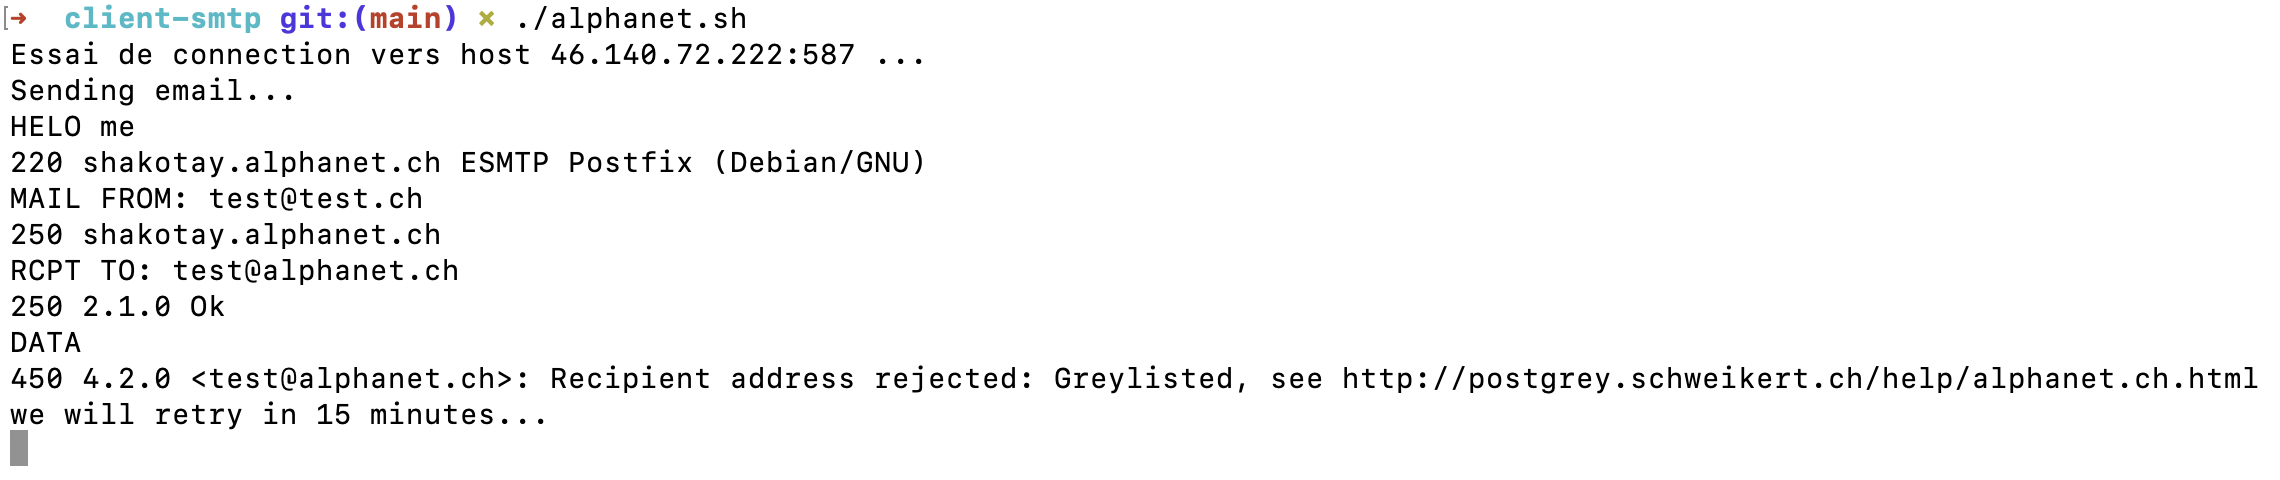 [→ client-smtp git:(main) × ./alphanet.sh
Essai de connection vers host 46.140.72.222:587 ...
Sending email...
HELO me
220 shakotay.alphanet.ch ESMTP Postfix (Debian/GNU)
MAIL FROM: test@test.ch
250 shakotay.alphanet.ch
RCPT TO: test@alphanet.ch
250 2.1.0 Ok
DATA
450 4.2.0 <test@alphanet.ch>: Recipient address rejected: Greylisted, see http://postgrey.schweikert.ch/help/alphanet.ch.html
we will retry in 15 minutes...